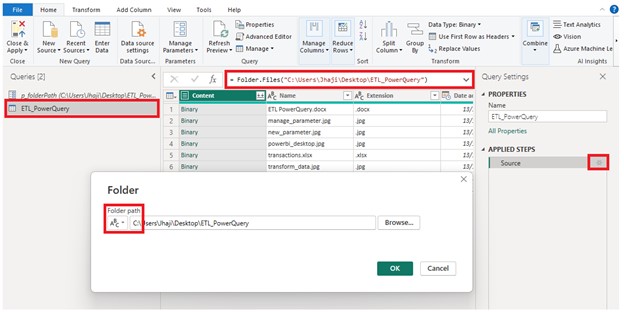 File Home Transform Add Column View Tools Help
Close & Apply
New Source Recent Sources Enter Data
Data source settings
Manage Parameters
Refresh Preview
Properties
Advanced Editor
Manage
Manage Columns Reduce Rows
Split Column Group By
Data Type: Binary
Use First Row as Headers
Replace Values
Combine
Text Analytics
Vision
Azure Machine Le
Close New Query Data Sourc... Parameters Query Sort Transform AI Insights
Queries [2]
p_folderPath (C:\Users\Jhaji\Desktop\ETL_Pow...
ETL_PowerQuery
= Folder.Files("C:\Users\Jhaji\Desktop\ETL_PowerQuery")
Content Name Extension Date ac
1 Binary ETL PowerQuery.docx .docx 13/
2 Binary manage_parameter.jpg .jpg 13/
3 Binary new_parameter.jpg .jpg 13/
4 Binary powerbi_desktop.jpg .jpg 13/
5 Binary transactions.xlsx .xlsx 13/
6 Binary transform_data.jpg .jpg 13/
Query Settings
PROPERTIES
Name
ETL_PowerQuery
All Properties
APPLIED STEPS
Source
Folder
Folder path
ABC C:\Users\Jhaji\Desktop\ETL_PowerQuery Browse...
OK Cancel